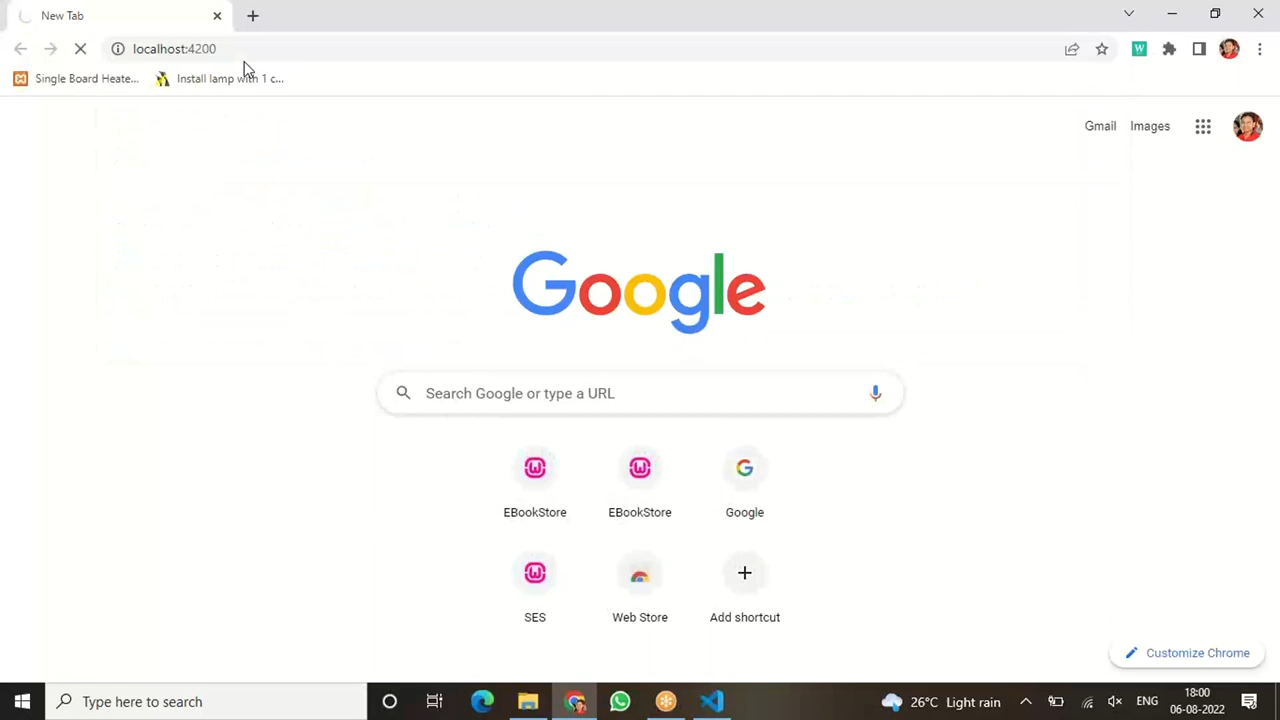 New Tab
localhost:4200
Single Board Heate...
Install lamp with 1 c...
Gmail
Images
Google
Search Google or type a URL
EBookStore
EBookStore
Google
SES
Web Store
Add shortcut
Customize Chrome
Type here to search
26°C Light rain
ENG
18:00
06-08-2022